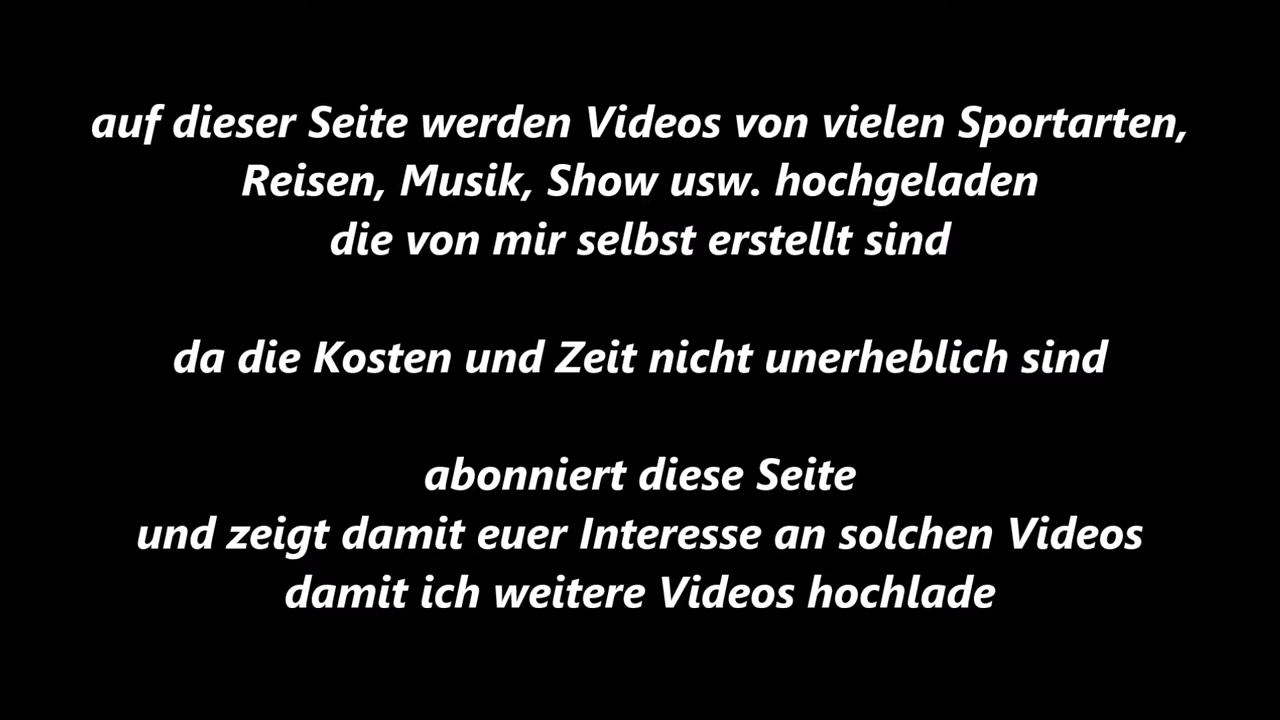 auf dieser Seite werden Videos von vielen Sportarten,
Reisen, Musik, Show usw. hochgeladen
die von mir selbst erstellt sind
da die Kosten und Zeit nicht unerheblich sind
abonniert diese Seite
und zeigt damit euer Interesse an solchen Videos
damit ich weitere Videos hochlade